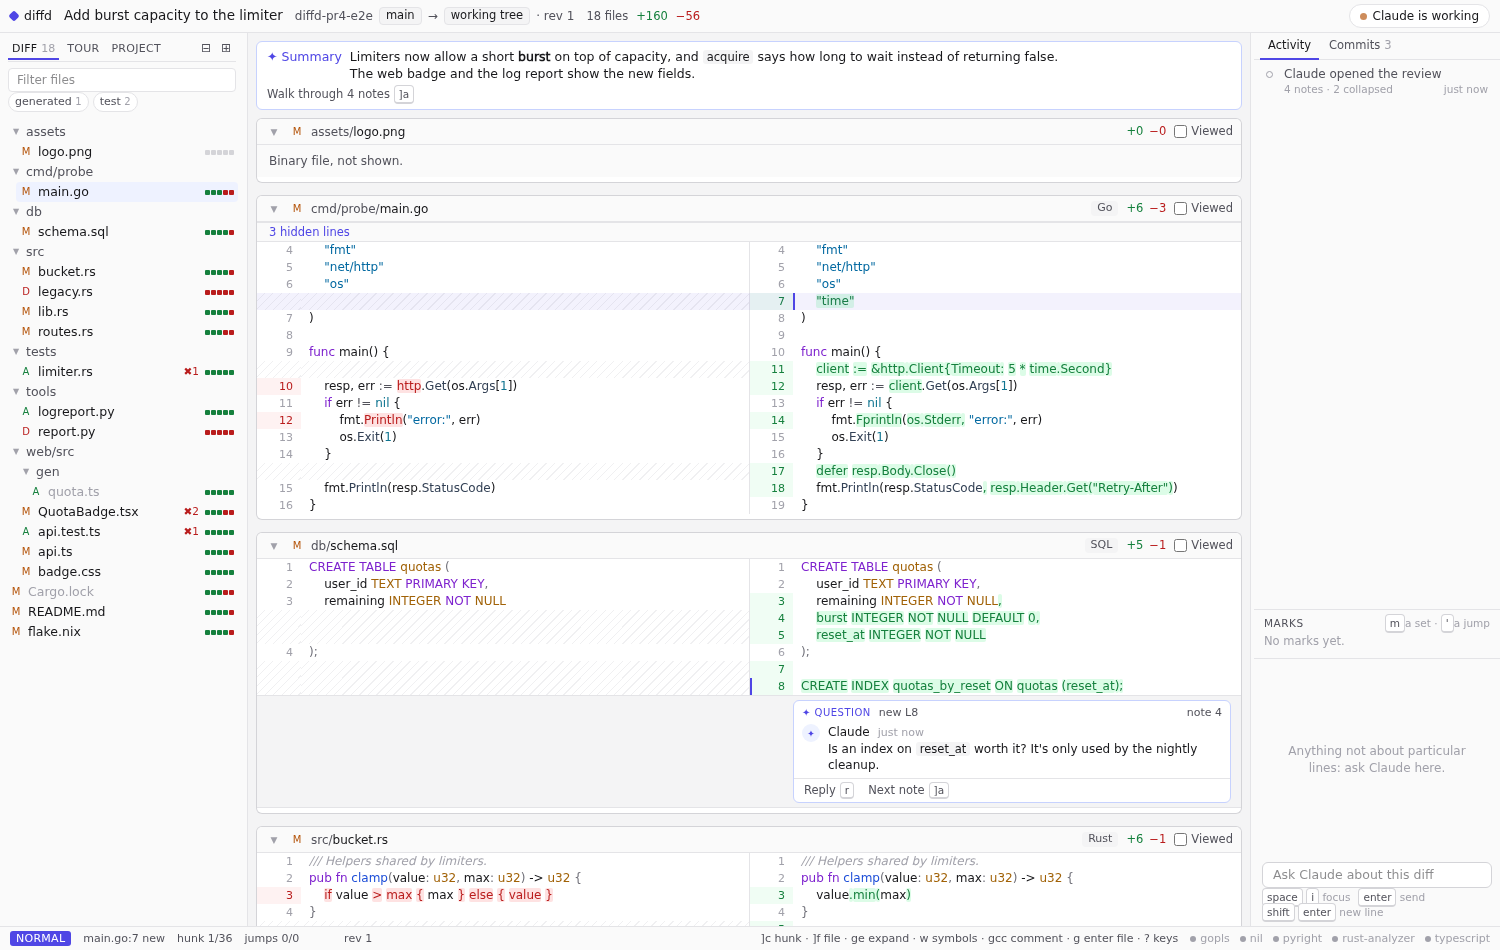 diffd Add burst capacity to the limiter diffd-pr4-e2e main → working tree · rev 1 18 files +160 −56 Claude is working
DIFF 18 TOUR PROJECT
Filter files
generated 1 test 2
assets
M logo.png
cmd/probe
M main.go
db
M schema.sql
src
M bucket.rs
D legacy.rs
M lib.rs
M routes.rs
tests
A limiter.rs ✖1
tools
A logreport.py
D report.py
web/src
gen
A quota.ts
M QuotaBadge.tsx ✖2
A api.test.ts ✖1
M api.ts
M badge.css
M Cargo.lock
M README.md
M flake.nix
✦ Summary Limiters now allow a short burst on top of capacity, and acquire says how long to wait instead of returning false.
The web badge and the log report show the new fields.
Walk through 4 notes ]a
M assets/logo.png +0 −0 Viewed
Binary file, not shown.
M cmd/probe/main.go Go +6 −3 Viewed
3 hidden lines
4 "fmt" 4 "fmt"
5 "net/http" 5 "net/http"
6 "os" 6 "os"
7 "time"
7 ) 8 )
8 9
9 func main() { 10 func main() {
11 client := &http.Client{Timeout: 5 * time.Second}
10 resp, err := http.Get(os.Args[1]) 12 resp, err := client.Get(os.Args[1])
11 if err != nil { 13 if err != nil {
12 fmt.Println("error:", err) 14 fmt.Fprintln(os.Stderr, "error:", err)
13 os.Exit(1) 15 os.Exit(1)
14 } 16 }
17 defer resp.Body.Close()
15 fmt.Println(resp.StatusCode) 18 fmt.Println(resp.StatusCode, resp.Header.Get("Retry-After"))
16 } 19 }
M db/schema.sql SQL +5 −1 Viewed
1 CREATE TABLE quotas ( 1 CREATE TABLE quotas (
2 user_id TEXT PRIMARY KEY, 2 user_id TEXT PRIMARY KEY,
3 remaining INTEGER NOT NULL 3 remaining INTEGER NOT NULL,
4 burst INTEGER NOT NULL DEFAULT 0,
5 reset_at INTEGER NOT NULL
4 ); 6 );
7
8 CREATE INDEX quotas_by_reset ON quotas (reset_at);
✦ QUESTION new L8 note 4
Claude just now
Is an index on reset_at worth it? It's only used by the nightly
cleanup.
Reply r Next note ]a
M src/bucket.rs Rust +6 −1 Viewed
1 /// Helpers shared by limiters. 1 /// Helpers shared by limiters.
2 pub fn clamp(value: u32, max: u32) -> u32 { 2 pub fn clamp(value: u32, max: u32) -> u32 {
3 if value > max { max } else { value } 3 value.min(max)
4 } 4 }
Activity Commits 3
Claude opened the review
4 notes · 2 collapsed just now
MARKS m a set · ' a jump
No marks yet.
Anything not about particular
lines: ask Claude here.
Ask Claude about this diff
space i focus enter send
shift enter new line
NORMAL main.go:7 new hunk 1/36 jumps 0/0 rev 1 ]c hunk · ]f file · ge expand · w symbols · gcc comment · g enter file · ? keys gopls nil pyright rust-analyzer typescript